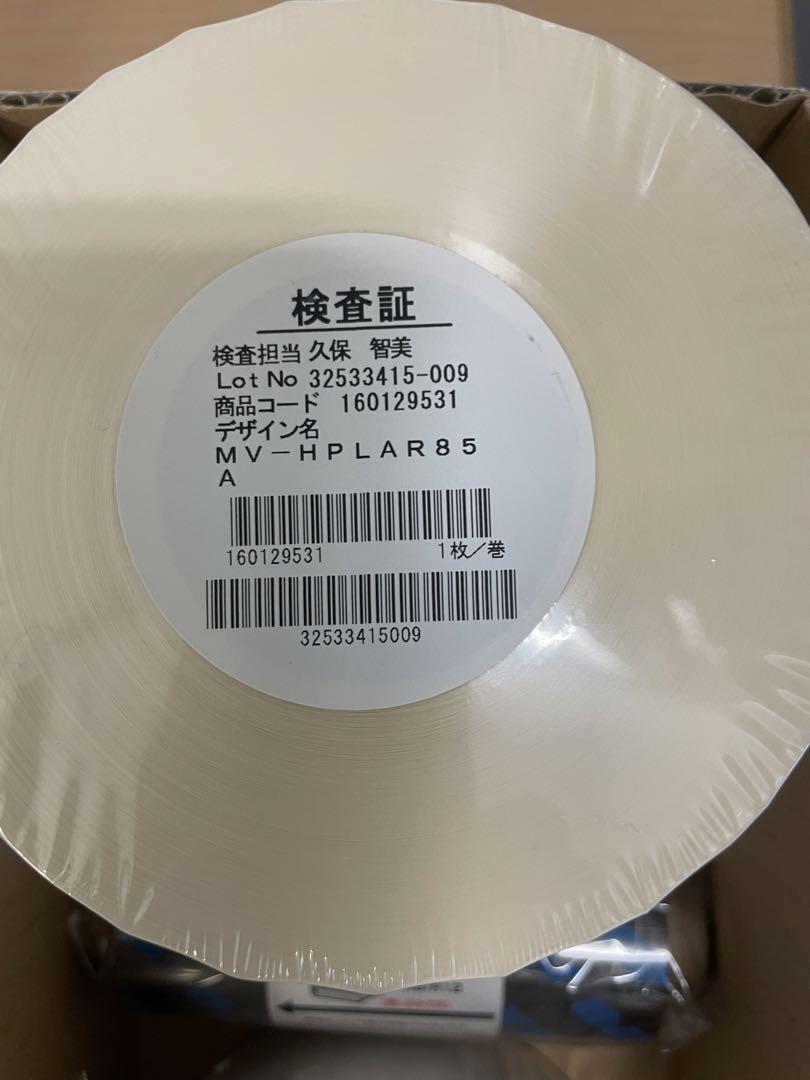 検査証
検査担当 久保　智美
Lot No 32533415-009
商品コード 160129531
デザイン名
ＭＶ－ＨＰＬＡＲ８５
Ａ
160129531 1枚／巻
32533415009